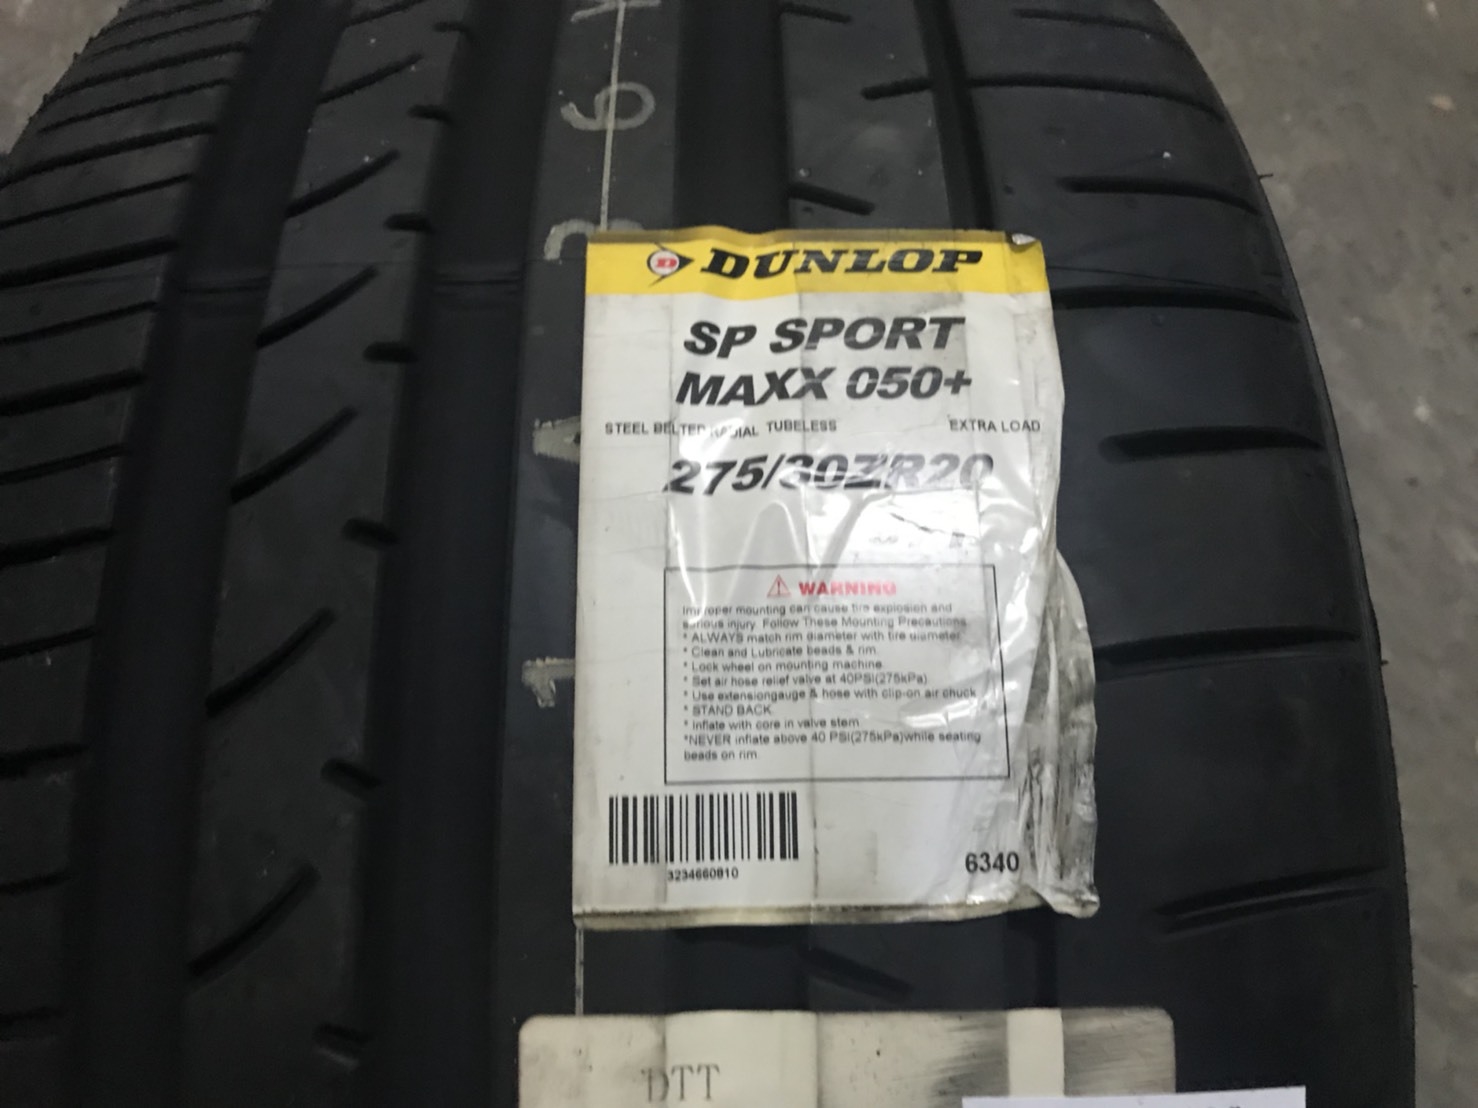 DUNLOP
SP SPORT
MAXX 050+
STEEL BELTED RADIAL TUBELESS EXTRA LOAD
275/30ZR20
WARNING
Improper mounting can cause tire explosion and
serious injury. Follow These Mounting Precautions
* ALWAYS match rim diameter with tire diameter
* Clean and Lubricate beads & rim.
* Lock wheel on mounting machine.
* Set air hose relief valve at 40PSI(275kPa)
* Use extensiongauge & hose with clip-on air chuck
* STAND BACK
* Inflate with core in valve stem
*NEVER inflate above 40 PSI(275kPa)while seating
beads on rim
3234660810
6340
DTT